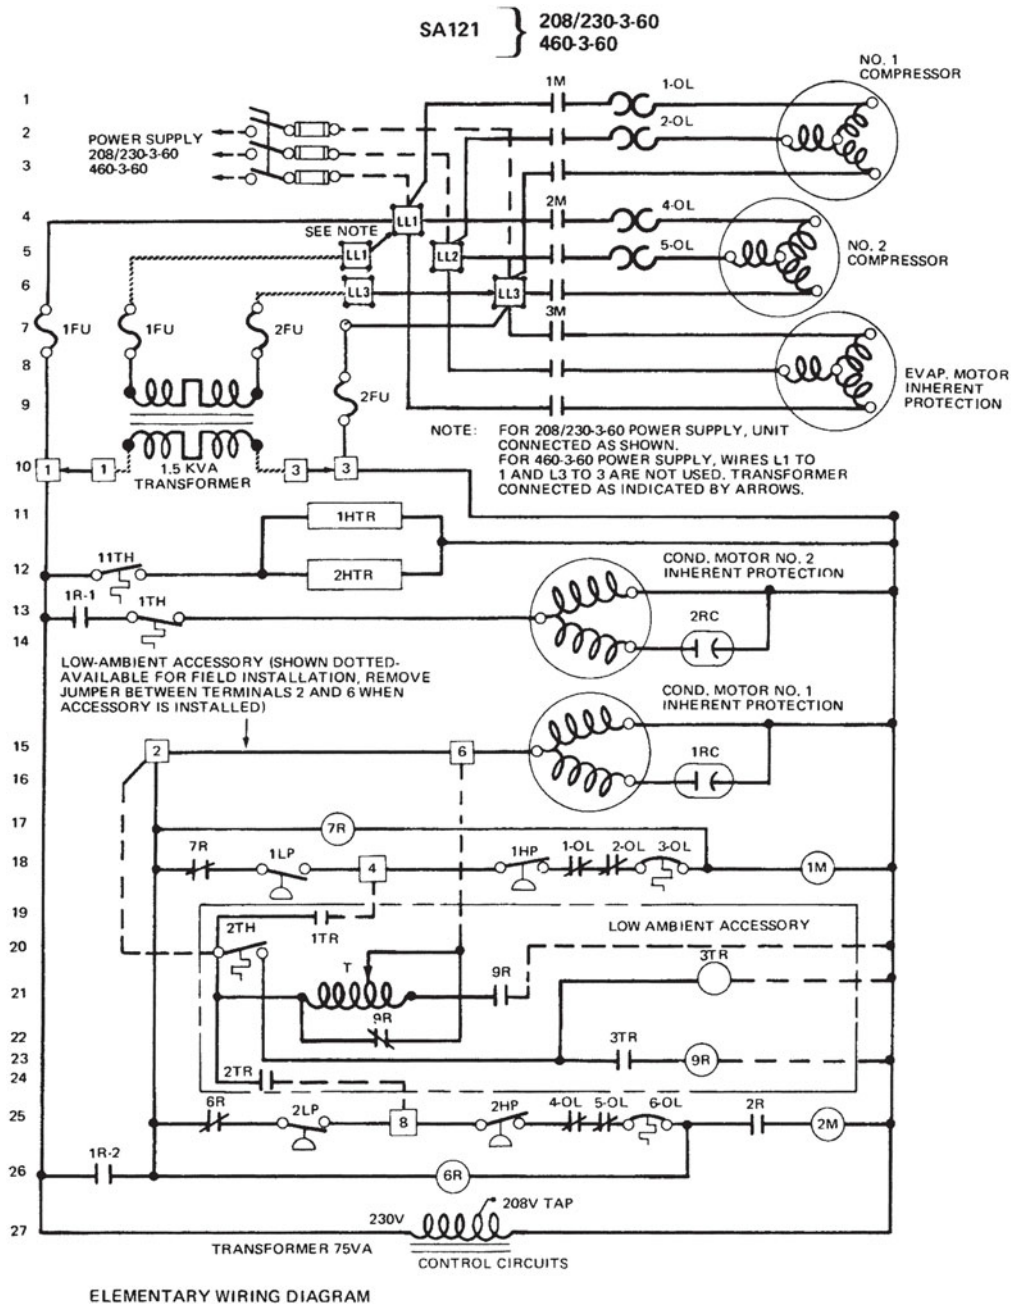 SA121 } 208/230-3-60
460-3-60
NO. 1
COMPRESSOR
1M
1-OL
1
2
2-OL
POWER SUPPLY
208/230-3-60
460-3-60
3
4
LL1
2M
4-OL
SEE NOTE
5
LL1
LL2
5-OL
NO. 2
COMPRESSOR
6
LL3
LL3
3M
7
1FU
1FU
2FU
8
EVAP. MOTOR
INHERENT
PROTECTION
9
2FU
NOTE: FOR 208/230-3-60 POWER SUPPLY, UNIT
CONNECTED AS SHOWN.
FOR 460-3-60 POWER SUPPLY, WIRES L1 TO
1 AND L3 TO 3 ARE NOT USED. TRANSFORMER
CONNECTED AS INDICATED BY ARROWS.
10
1
1
1.5 KVA
TRANSFORMER
3
3
11
1HTR
12
11TH
2HTR
COND. MOTOR NO. 2
INHERENT PROTECTION
13
1R-1
1TH
2RC
14
LOW-AMBIENT ACCESSORY (SHOWN DOTTED-
AVAILABLE FOR FIELD INSTALLATION, REMOVE
JUMPER BETWEEN TERMINALS 2 AND 6 WHEN
ACCESSORY IS INSTALLED)
COND. MOTOR NO. 1
INHERENT PROTECTION
15
2
6
1RC
16
17
7R
18
7R
1LP
4
1HP
1-OL
2-OL
3-OL
1M
19
1TR
LOW AMBIENT ACCESSORY
20
2TH
T
3TR
21
9R
22
9R
23
3TR
9R
24
2TR
25
6R
2LP
8
2HP
4-OL
5-OL
6-OL
2R
2M
26
1R-2
6R
27
230V
208V TAP
TRANSFORMER 75VA
CONTROL CIRCUITS
ELEMENTARY WIRING DIAGRAM